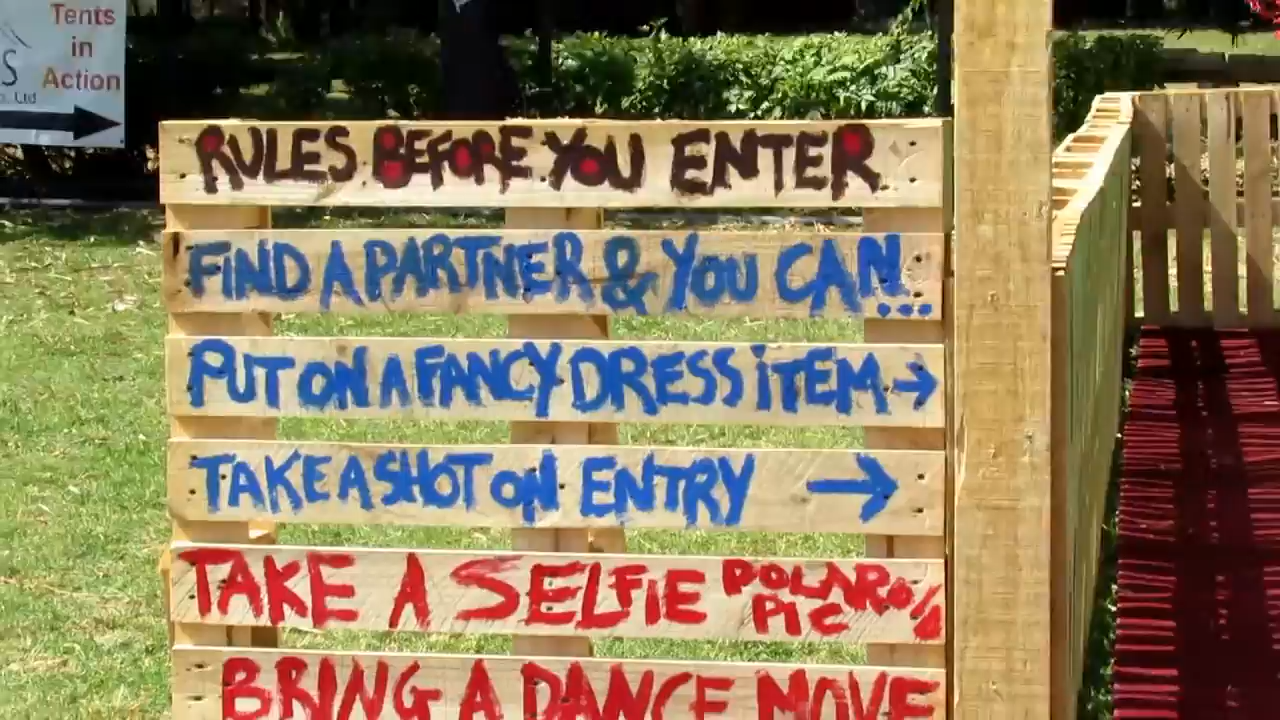 Tents
in
Action
S
. Ltd
RULES BEFORE YOU ENTER
FIND A PARTNER & YOU CAN...
PUT ON A FANCY DRESS ITEM →
TAKE A SHOT ON ENTRY →
TAKE A SELFIE POLAROID
PIC
BRING A DANCE MOVE